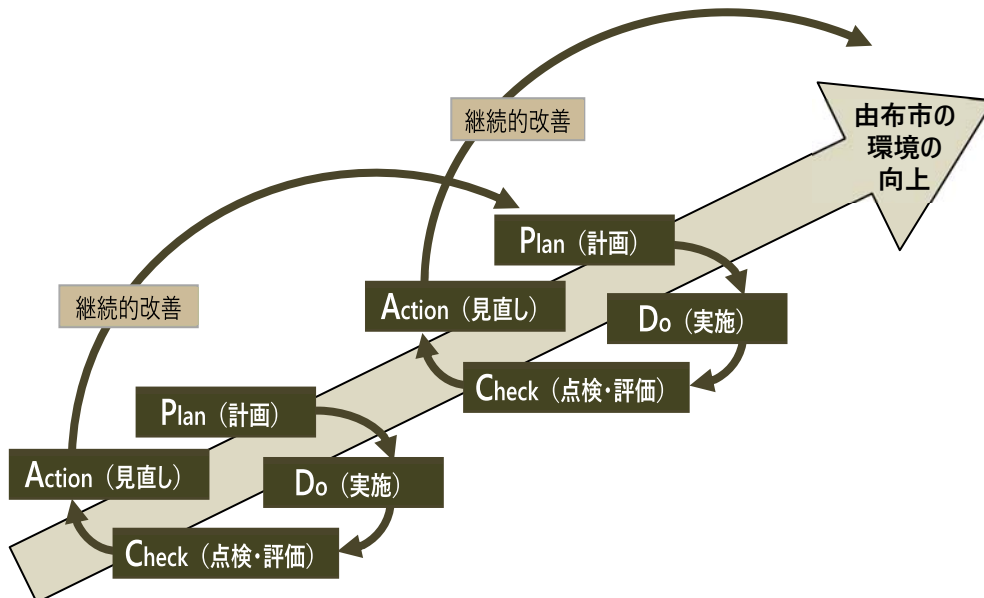 継続的改善
由布市の
環境の
向上
Plan（計画）
Action（見直し）
Do（実施）
Check（点検・評価）
継続的改善
Plan（計画）
Action（見直し）
Do（実施）
Check（点検・評価）